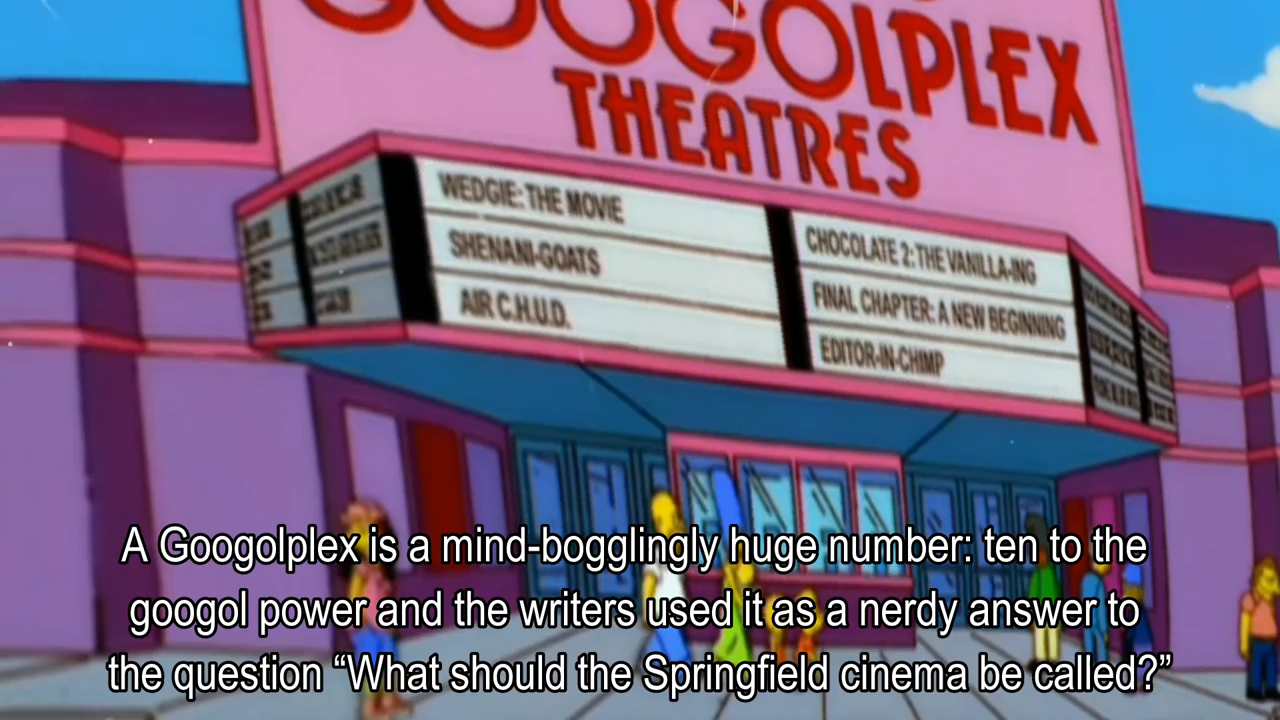 GOOGOLPLEX
THEATRES
WEDGIE: THE MOVIE
SHENANI-GOATS
AIR C.H.U.D.
CHOCOLATE 2: THE VANILLA-ING
FINAL CHAPTER: A NEW BEGINNING
EDITOR-IN-CHIMP
A Googolplex is a mind-bogglingly huge number: ten to the
googol power and the writers used it as a nerdy answer to
the question “What should the Springfield cinema be called?”